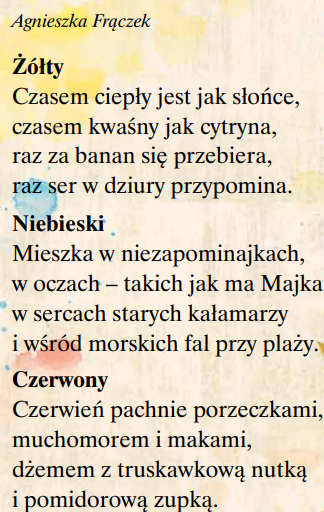 Agnieszka Frączek
Żółty
Czasem ciepły jest jak słońce,
czasem kwaśny jak cytryna,
raz za banan się przebiera,
raz ser w dziury przypomina.
Niebieski
Mieszka w niezapominajkach,
w oczach – takich jak ma Majka
w sercach starych kałamarzy
i wśród morskich fal przy plaży.
Czerwony
Czerwień pachnie porzeczkami,
muchomorem i makami,
dżemem z truskawkową nutką
i pomidorową zupką.